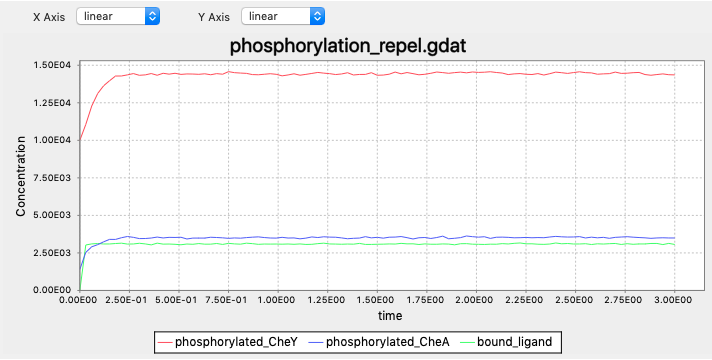 X Axis linear Y Axis linear
phosphorylation_repel.gdat
1.50E04
1.25E04
1.00E04
7.50E03
5.00E03
2.50E03
0.00E00
Concentration
0.00E00 2.50E-01 5.00E-01 7.50E-01 1.00E00 1.25E00 1.50E00 1.75E00 2.00E00 2.25E00 2.50E00 2.75E00 3.00E00
time
phosphorylated_CheY phosphorylated_CheA bound_ligand